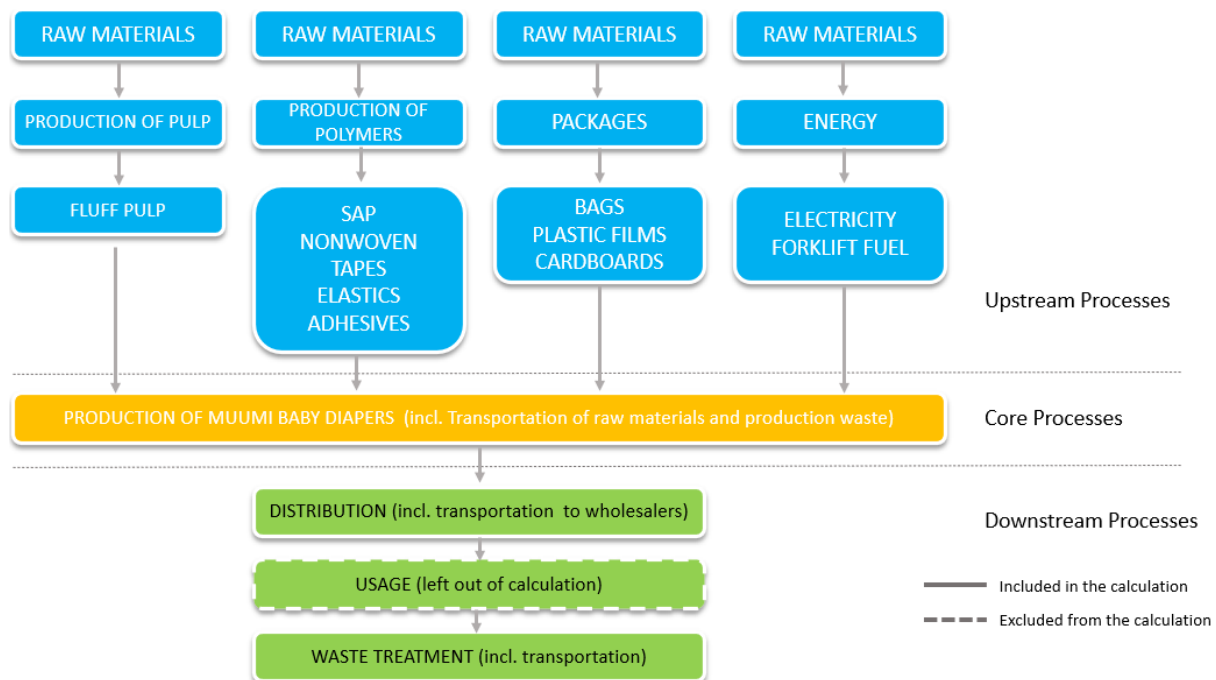 RAW MATERIALS
RAW MATERIALS
RAW MATERIALS
RAW MATERIALS
PRODUCTION OF PULP
PRODUCTION OF
POLYMERS
PACKAGES
ENERGY
FLUFF PULP
SAP
NONWOVEN
TAPES
ELASTICS
ADHESIVES
BAGS
PLASTIC FILMS
CARDBOARDS
ELECTRICITY
FORKLIFT FUEL
Upstream Processes
PRODUCTION OF MUUMI BABY DIAPERS (incl. Transportation of raw materials and production waste)
Core Processes
DISTRIBUTION (incl. transportation to wholesalers)
Downstream Processes
USAGE (left out of calculation)
Included in the calculation
Excluded from the calculation
WASTE TREATMENT (incl. transportation)